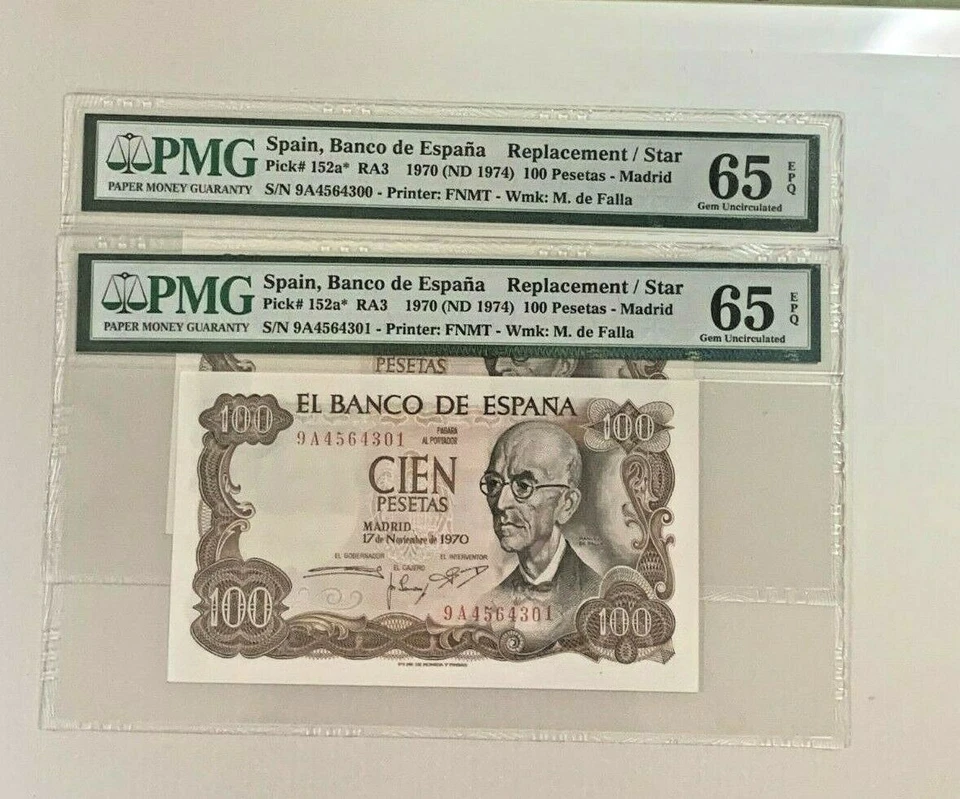 PMG
PAPER MONEY GUARANTY
Spain, Banco de España Replacement / Star
Pick# 152a* RA3 1970 (ND 1974) 100 Pesetas - Madrid
S/N 9A4564300 - Printer: FNMT - Wmk: M. de Falla
65 EPQ
Gem Uncirculated
PMG
PAPER MONEY GUARANTY
Spain, Banco de España Replacement / Star
Pick# 152a* RA3 1970 (ND 1974) 100 Pesetas - Madrid
S/N 9A4564301 - Printer: FNMT - Wmk: M. de Falla
65 EPQ
Gem Uncirculated
PESETAS
100 EL BANCO DE ESPAÑA 100
9A4564301
PAGARA
AL PORTADOR
CIEN
PESETAS
MADRID
17 de Noviembre de 1970
EL GOBERNADOR EL INTERVENTOR
EL CAJERO
100 9A4564301 100